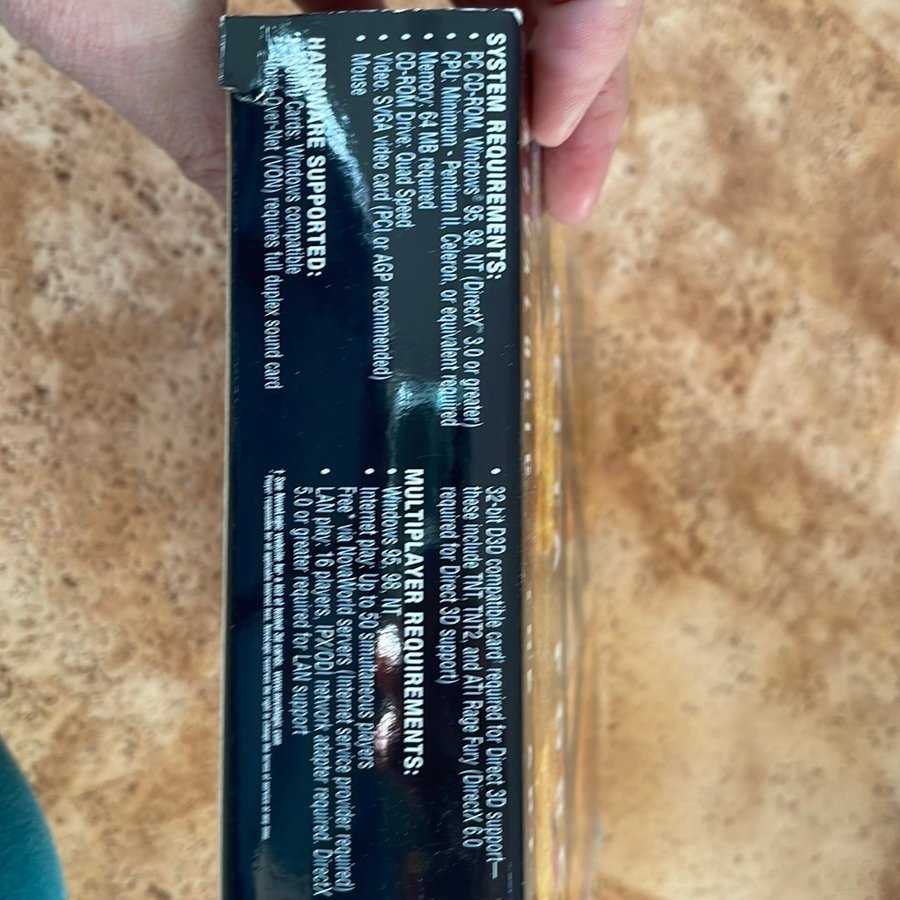 SYSTEM REQUIREMENTS:
• PC CD-ROM, Windows® 95, 98, NT (DirectX™ 3.0 or greater)
• CPU: Minimum - Pentium II, Celeron, or equivalent required
• Memory: 64 MB required
• CD-ROM Drive: Quad Speed
• Video: SVGA video card (PCI or AGP recommended)
• Mouse
HARDWARE SUPPORTED:
Cards: Windows compatible
Over-Net (VON) requires full duplex sound card
• 32-bit D3D compatible card† required for Direct 3D support—
these include TNT, TNT2, and ATI Rage Fury (DirectX 6.0
required for Direct 3D support)
MULTIPLAYER REQUIREMENTS:
• Windows 95, 98, NT
• Internet play: Up to 50 simultaneous players
Free* via NovaWorld servers (Internet service provider required)
• LAN play: 16 players, IPX/ODI network adapter required. DirectX
5.0 or greater required for LAN support